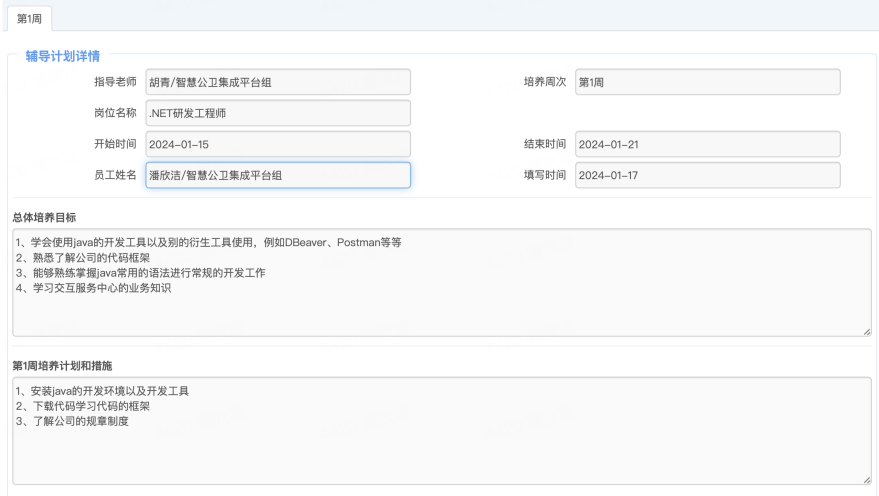 第1周
辅导计划详情
指导老师 胡青/智慧公卫集成平台组 培养周次 第1周
岗位名称 .NET研发工程师
开始时间 2024-01-15 结束时间 2024-01-21
员工姓名 潘欣洁/智慧公卫集成平台组 填写时间 2024-01-17
总体培养目标
1、学会使用java的开发工具以及别的衍生工具使用，例如DBeaver、Postman等等
2、熟悉了解公司的代码框架
3、能够熟练掌握java常用的语法进行常规的开发工作
4、学习交互服务中心的业务知识
第1周培养计划和措施
1、安装java的开发环境以及开发工具
2、下载代码学习代码的框架
3、了解公司的规章制度